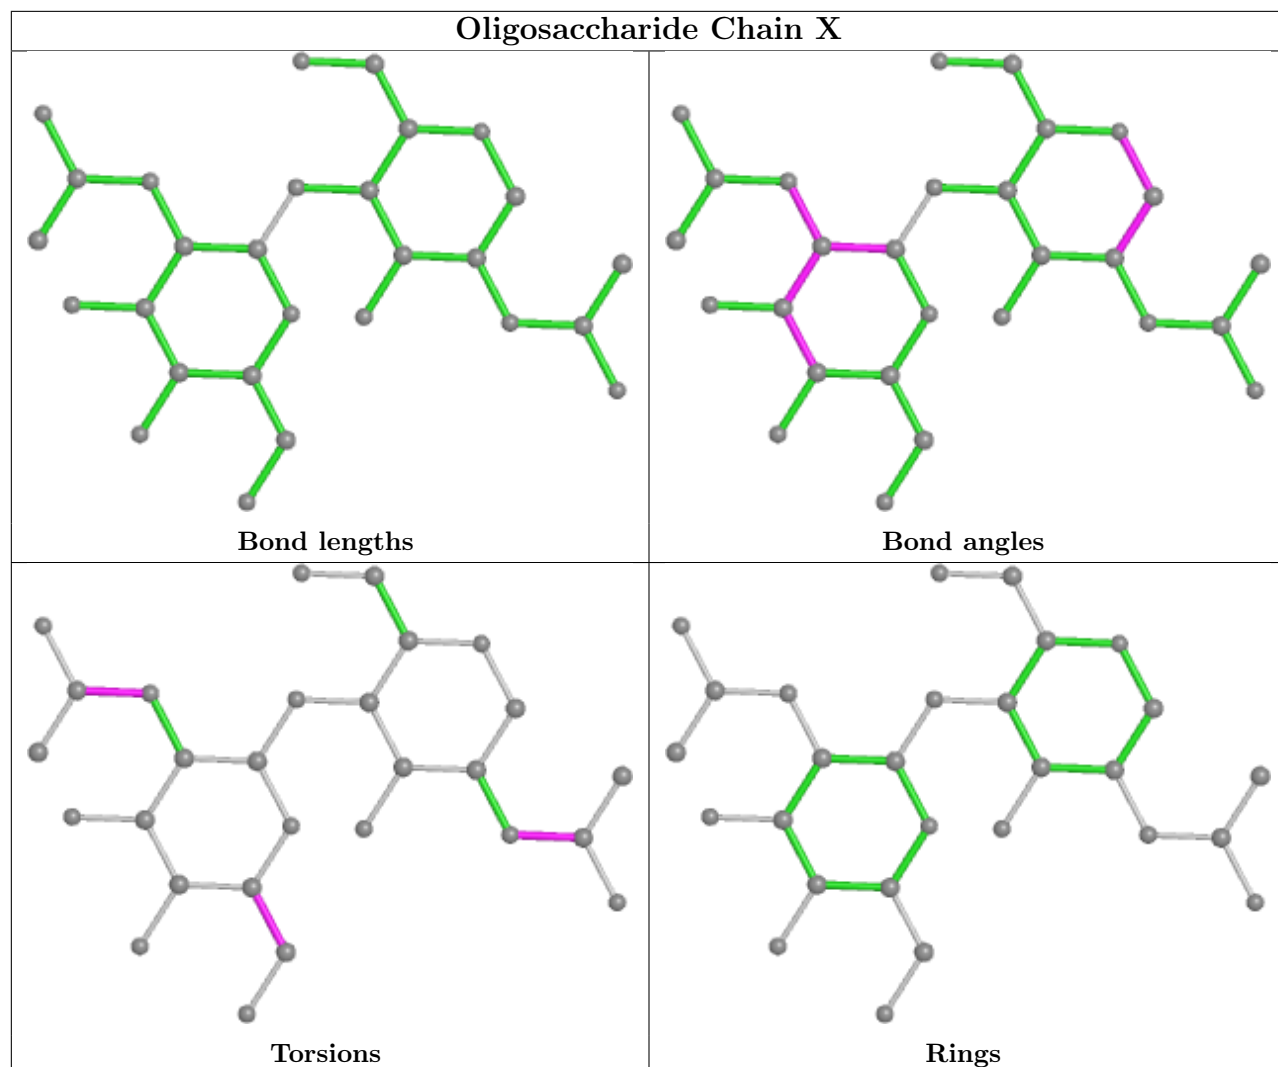 Oligosaccharide Chain X
Bond lengths
Bond angles
Torsions
Rings